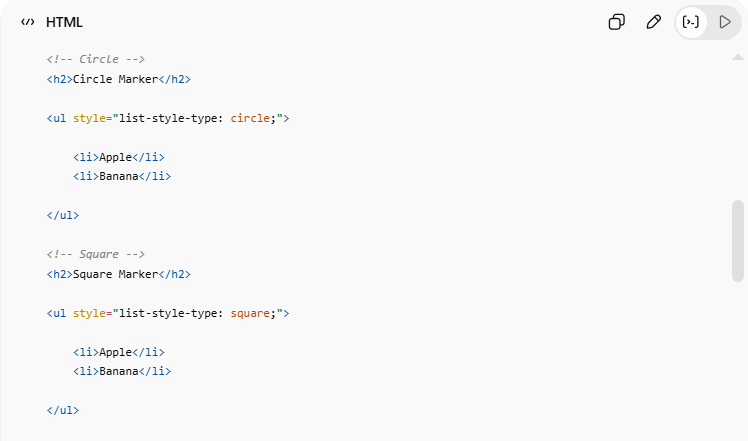 HTML
<!-- Circle -->
<h2>Circle Marker</h2>
<ul style="list-style-type: circle;">
<li>Apple</li>
<li>Banana</li>
</ul>
<!-- Square -->
<h2>Square Marker</h2>
<ul style="list-style-type: square;">
<li>Apple</li>
<li>Banana</li>
</ul>